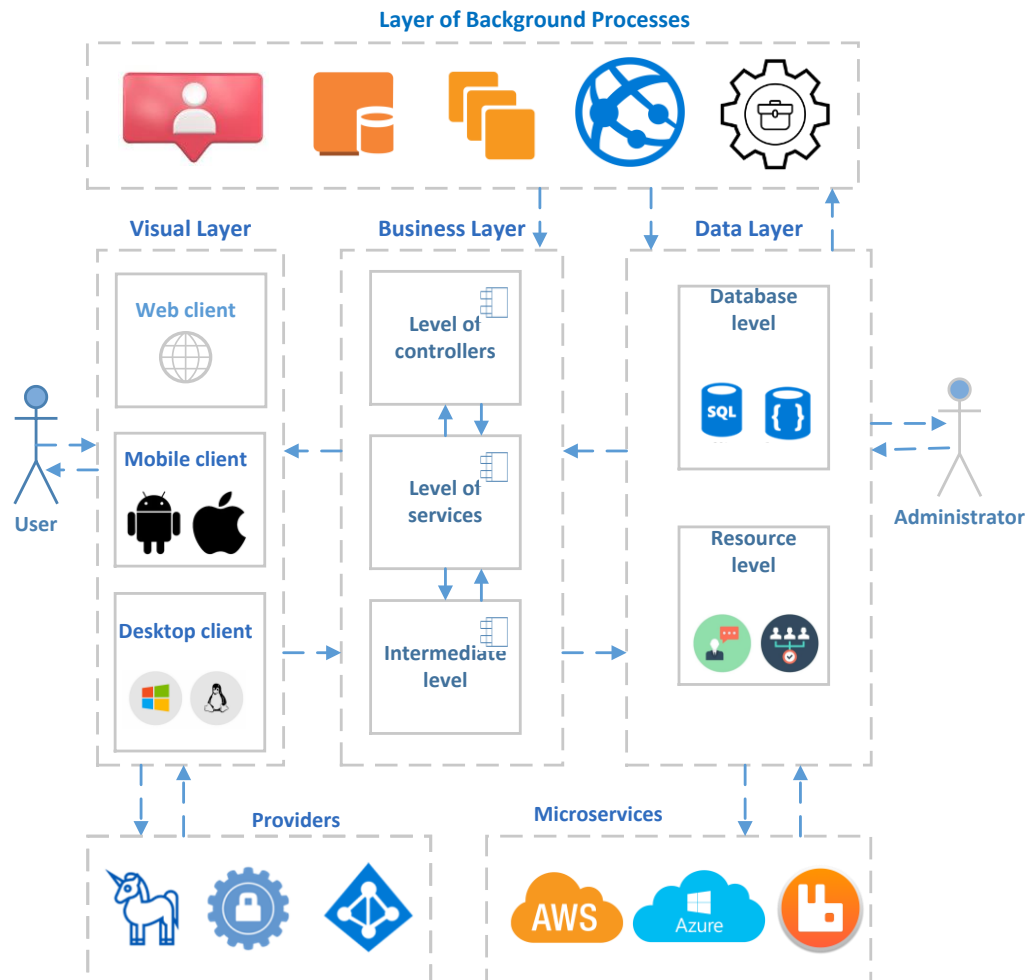 Layer of Background Processes
Visual Layer
Business Layer
Data Layer
Web client
Level of
controllers
Database
level
SQL
{ }
Mobile client
Level of
services
User
Administrator
Resource
level
Desktop client
Intermediate
level
Providers
Microservices
AWS
Azure